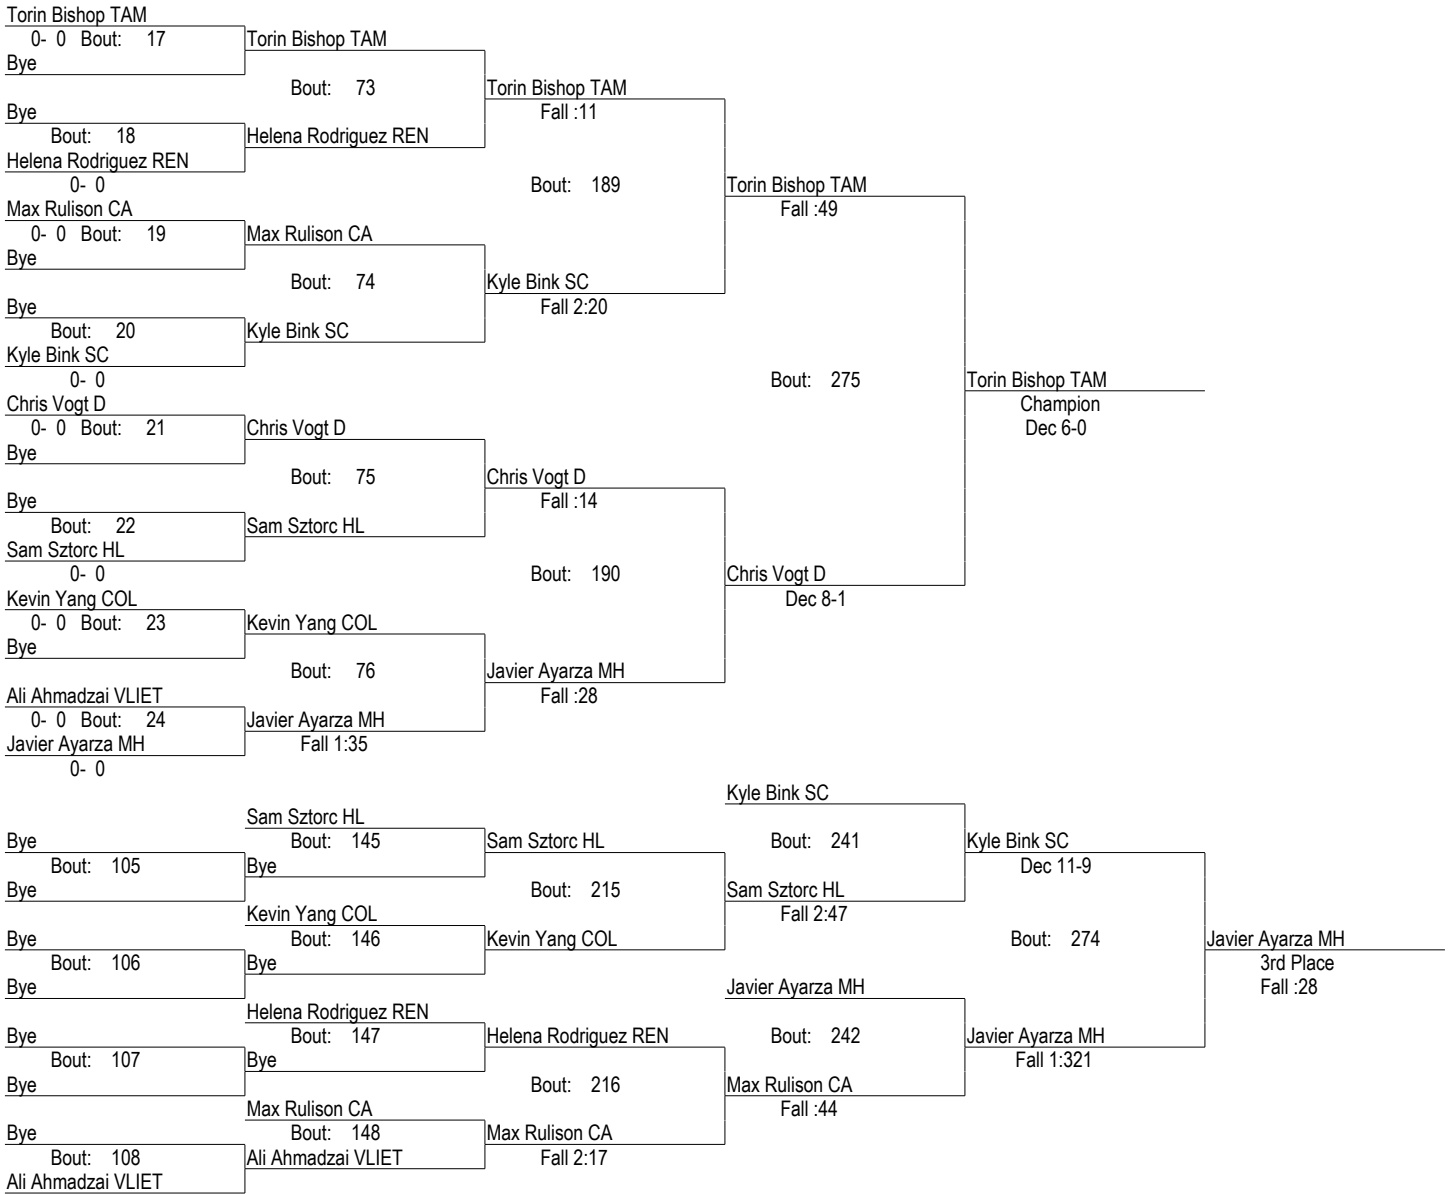 Torin Bishop TAM
0- 0 Bout: 17 Torin Bishop TAM
Bye
Bout: 73 Torin Bishop TAM
Bye Fall :11
Bout: 18 Helena Rodriguez REN
Helena Rodriguez REN
0- 0 Bout: 189 Torin Bishop TAM
Max Rulison CA Fall :49
0- 0 Bout: 19 Max Rulison CA
Bye
Bout: 74 Kyle Bink SC
Bye Fall 2:20
Bout: 20 Kyle Bink SC
Kyle Bink SC
0- 0 Bout: 275 Torin Bishop TAM
Chris Vogt D Champion
0- 0 Bout: 21 Chris Vogt D Dec 6-0
Bye
Bout: 75 Chris Vogt D
Bye Fall :14
Bout: 22 Sam Sztorc HL
Sam Sztorc HL
0- 0 Bout: 190 Chris Vogt D
Kevin Yang COL Dec 8-1
0- 0 Bout: 23 Kevin Yang COL
Bye
Bout: 76 Javier Ayarza MH
Ali Ahmadzai VLIET Fall :28
0- 0 Bout: 24 Javier Ayarza MH
Javier Ayarza MH Fall 1:35
0- 0
Kyle Bink SC
Sam Sztorc HL
Bye Bout: 145 Sam Sztorc HL Bout: 241 Kyle Bink SC
Bout: 105 Bye Dec 11-9
Bye Bout: 215 Sam Sztorc HL
Kevin Yang COL Fall 2:47
Bye Bout: 146 Kevin Yang COL Bout: 274 Javier Ayarza MH
Bout: 106 Bye 3rd Place
Bye Javier Ayarza MH Fall :28
Helena Rodriguez REN
Bye Bout: 147 Helena Rodriguez REN Bout: 242 Javier Ayarza MH
Bout: 107 Bye Fall 1:321
Bye Bout: 216 Max Rulison CA
Max Rulison CA Fall :44
Bye Bout: 148 Max Rulison CA
Bout: 108 Ali Ahmadzai VLIET Fall 2:17
Ali Ahmadzai VLIET